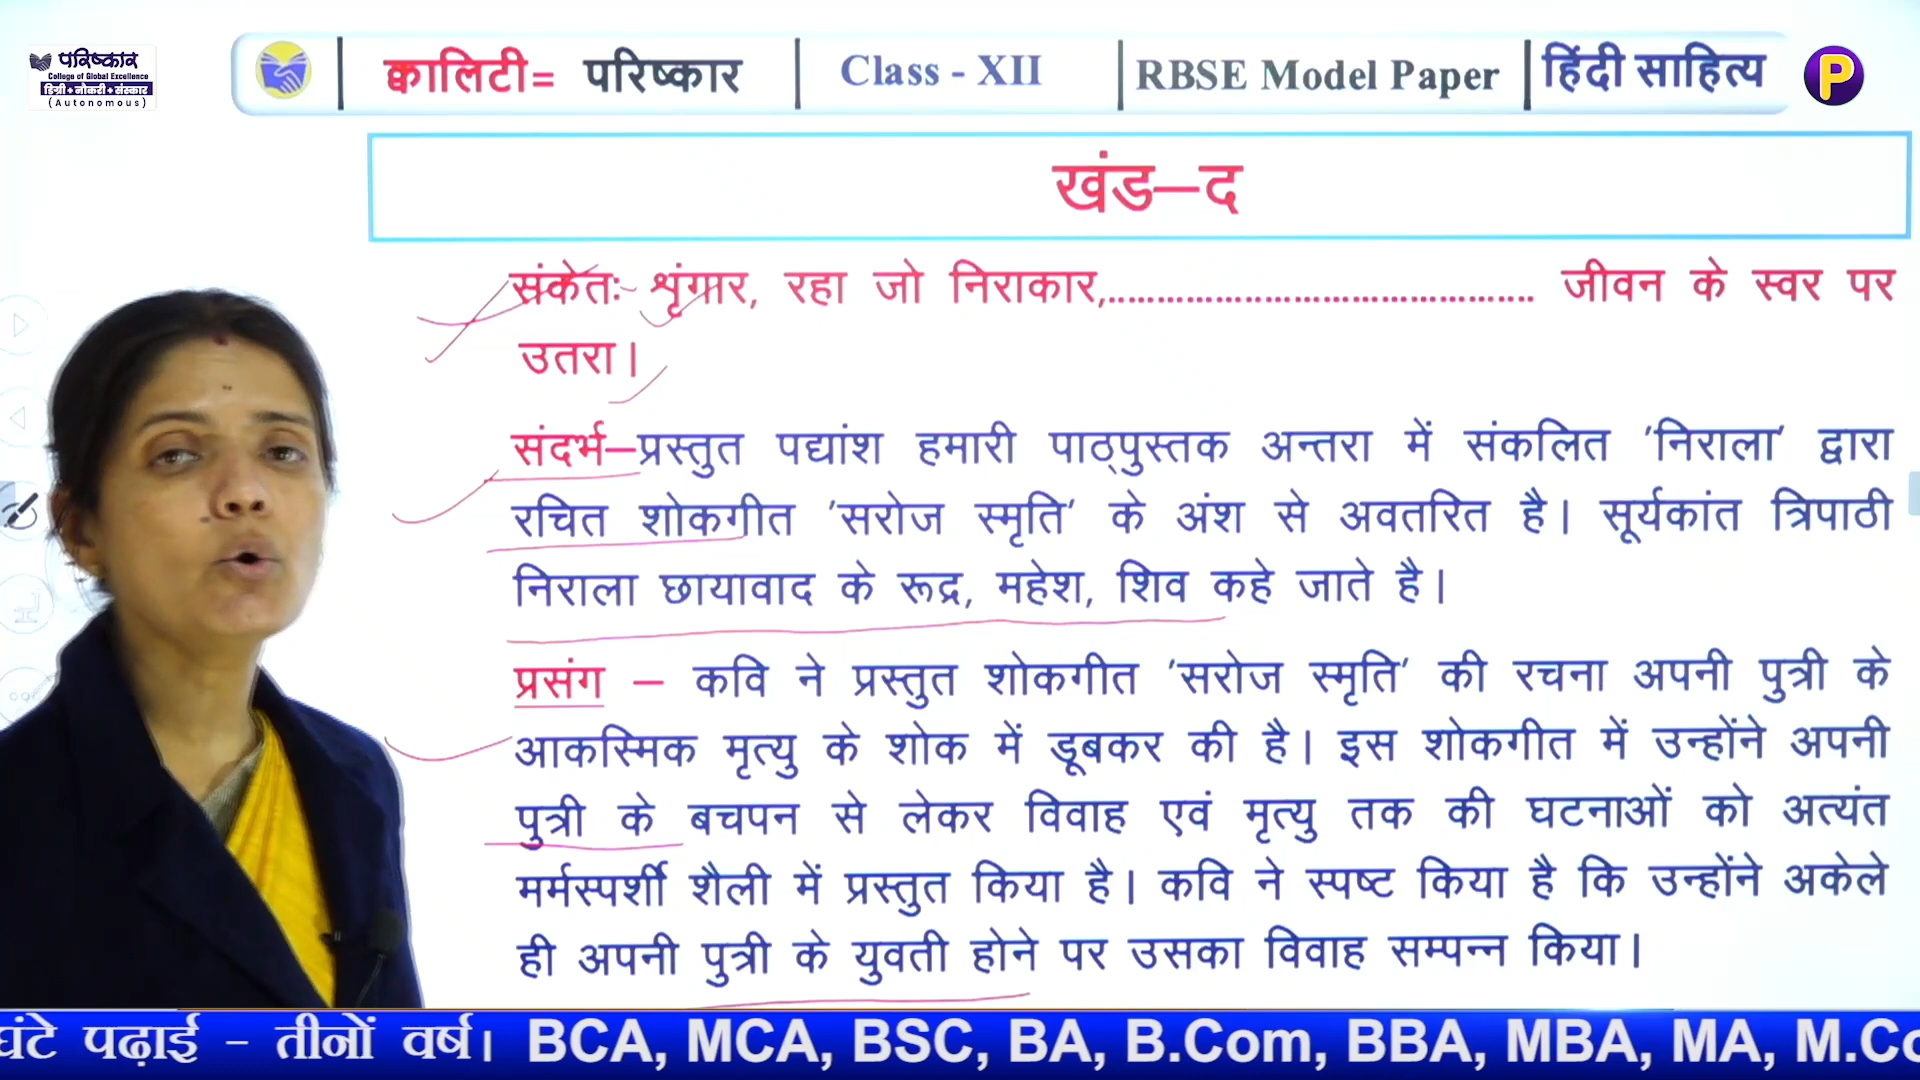 परिष्कार
College of Global Excellence
डिग्री+नौकरी+संस्कार
(Autonomous)
क्वालिटी= परिष्कार
Class - XII
RBSE Model Paper
हिंदी साहित्य
P
खंड–द
संकेतः- शृंगार, रहा जो निराकार,.......................................... जीवन के स्वर पर
उतरा।
संदर्भ–प्रस्तुत पद्यांश हमारी पाठ्पुस्तक अन्तरा में संकलित 'निराला' द्वारा
रचित शोकगीत 'सरोज स्मृति' के अंश से अवतरित है। सूर्यकांत त्रिपाठी
निराला छायावाद के रूद्र, महेश, शिव कहे जाते है।
प्रसंग – कवि ने प्रस्तुत शोकगीत 'सरोज स्मृति' की रचना अपनी पुत्री के
आकस्मिक मृत्यु के शोक में डूबकर की है। इस शोकगीत में उन्होंने अपनी
पुत्री के बचपन से लेकर विवाह एवं मृत्यु तक की घटनाओं को अत्यंत
मर्मस्पर्शी शैली में प्रस्तुत किया है। कवि ने स्पष्ट किया है कि उन्होंने अकेले
ही अपनी पुत्री के युवती होने पर उसका विवाह सम्पन्न किया।
घंटे पढ़ाई - तीनों वर्ष। BCA, MCA, BSC, BA, B.Com, BBA, MBA, MA, M.Co